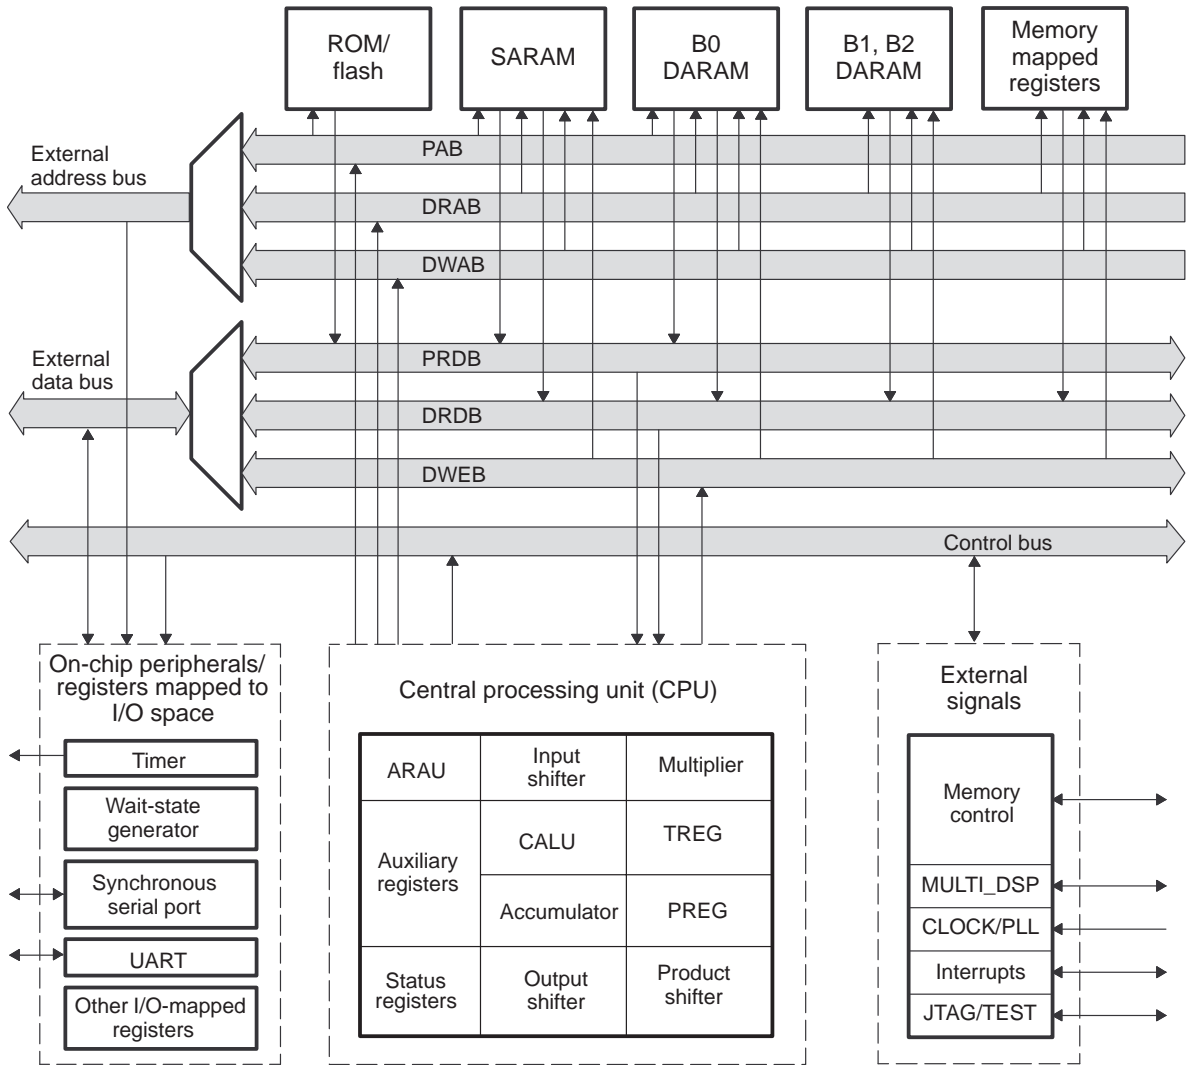 ROM/
flash
SARAM
B0
DARAM
B1, B2
DARAM
Memory
mapped
registers
External
address bus
PAB
DRAB
DWAB
External
data bus
PRDB
DRDB
DWEB
Control bus
On-chip peripherals/
registers mapped to
I/O space
Timer
Wait-state
generator
Synchronous
serial port
UART
Other I/O-mapped
registers
Central processing unit (CPU)
ARAU
Input
shifter
Multiplier
Auxiliary
registers
CALU
TREG
Accumulator
PREG
Status
registers
Output
shifter
Product
shifter
External
signals
Memory
control
MULTI_DSP
CLOCK/PLL
Interrupts
JTAG/TEST